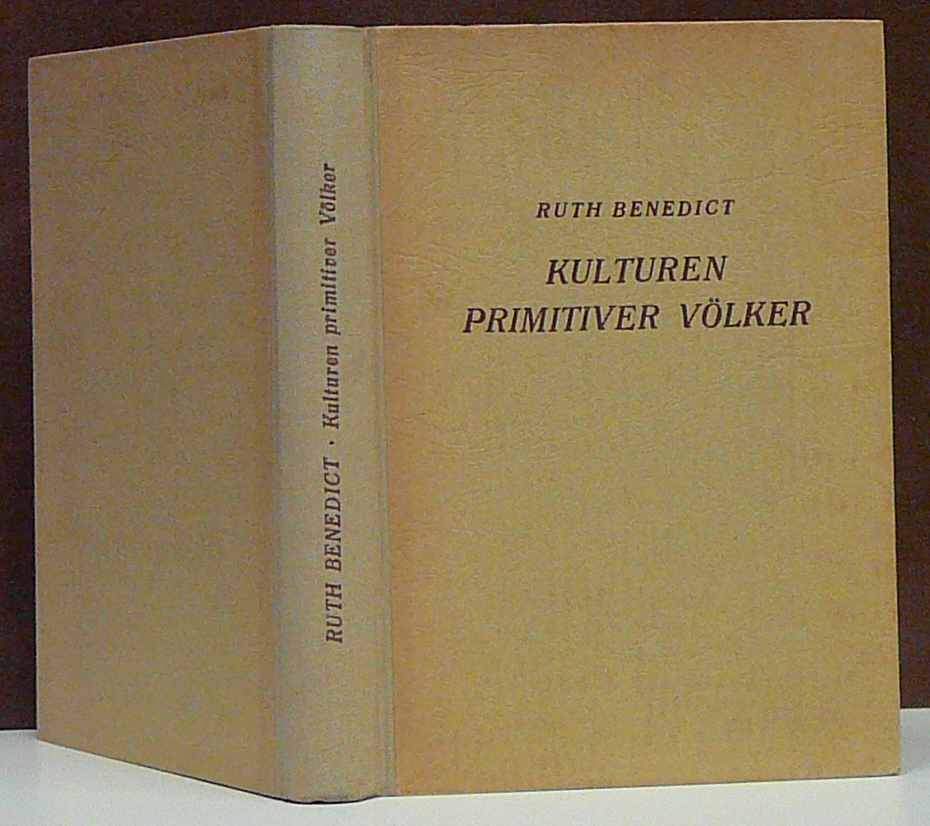 RUTH BENEDICT · Kulturen primitiver Völker
RUTH BENEDICT
KULTUREN
PRIMITIVER VÖLKER